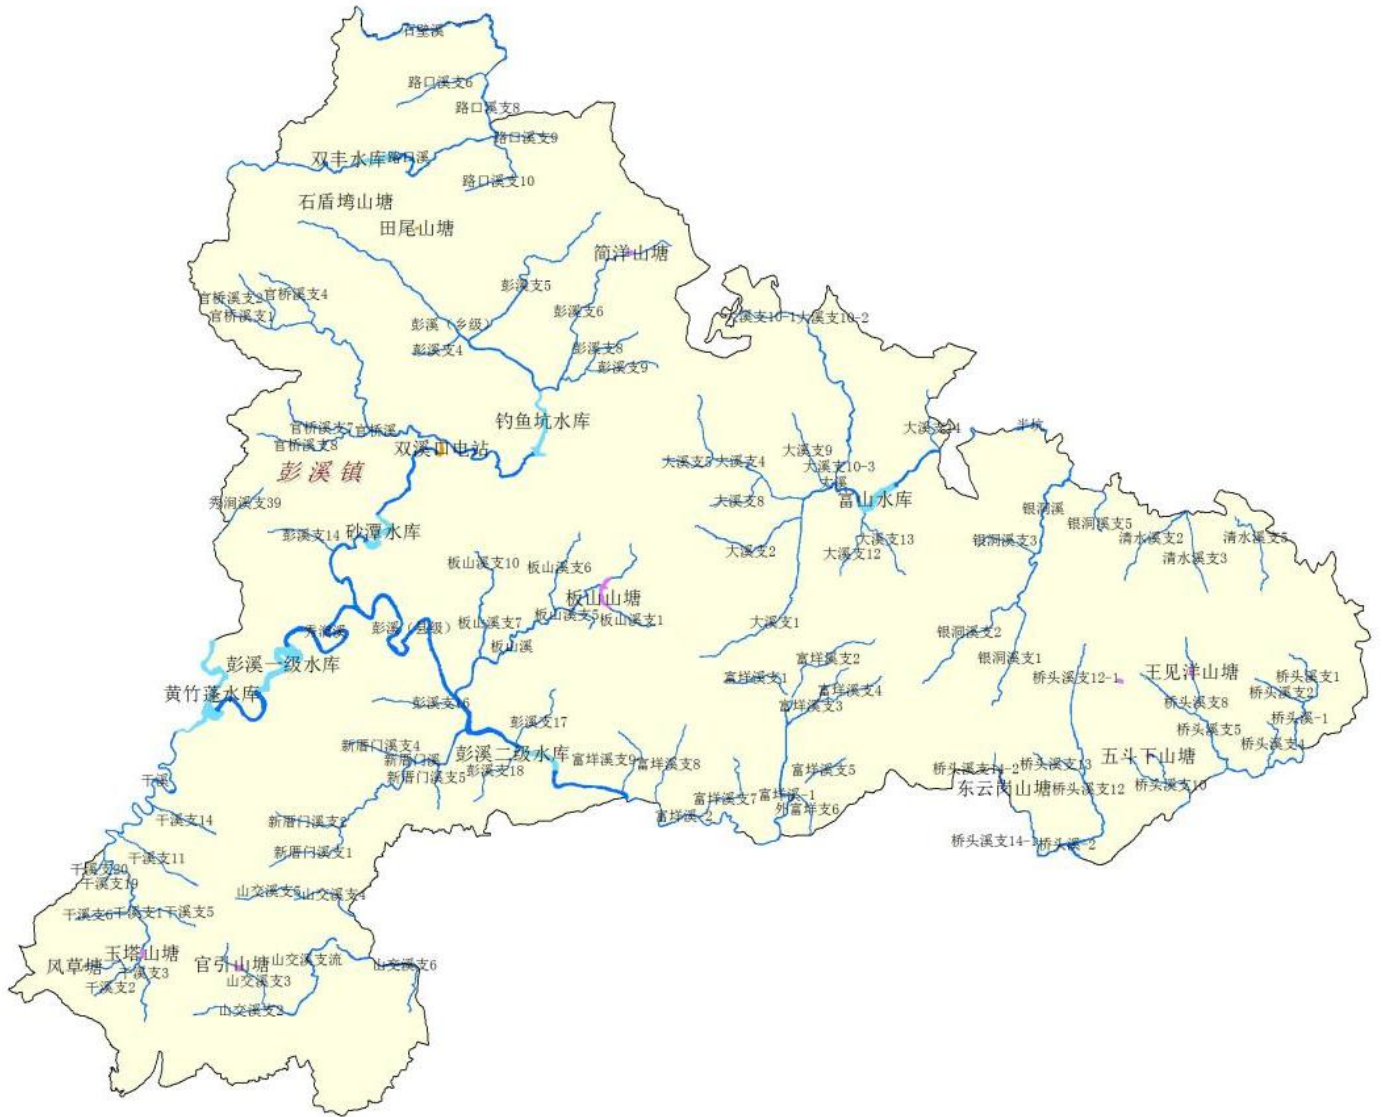 石壁溪
路口溪支6
路口溪支8
路口溪支9
双丰水库
路口溪
路口溪支10
石盾塆山塘
田尾山塘
简洋山塘
彭溪支5
官桥溪支2
官桥溪支4
官桥溪支1
彭溪支6
彭溪（乡级）
大溪支10-1
大溪支10-2
彭溪支4
彭溪支8
彭溪支9
钓鱼坑水库
官桥溪支7
官桥溪
官桥溪支8
双溪口电站
彭溪镇
大溪支9
半坑
大溪支5
大溪支4
大溪支10-3
大溪
大溪支8
富山水库
秀涧溪支39
彭溪支14
砂潭水库
银洞溪
银洞溪支5
银洞溪支3
大溪支13
大溪支12
大溪支2
清水溪支2
清水溪支5
清水溪支3
板山溪支10
板山溪支6
板山山塘
板山溪支5
板山溪支1
板山溪支7
板山溪
大溪支1
秀涧溪
彭溪（县级）
银洞溪支2
银洞溪支1
彭溪一级水库
黄竹蓬水库
富垟溪支2
富垟溪支1
富垟溪支4
富垟溪支3
桥头溪支12-1
王见洋山塘
桥头溪支1
桥头溪支2
桥头溪支8
桥头溪-1
桥头溪支5
桥头溪支4
彭溪支16
彭溪支17
新厝门溪支4
新厝门溪
新厝门溪支5
彭溪二级水库
彭溪支18
富垟溪支9
富垟溪支8
富垟溪支5
五斗下山塘
桥头溪支14-2
桥头溪支13
东云岗山塘
桥头溪支12
桥头溪支10
干溪
富垟溪支7
富垟溪-1
外富垟支6
富垟溪-2
干溪支14
新厝门溪支2
新厝门溪支1
桥头溪支14-1
桥头溪-2
干溪支11
干溪支20
干溪支19
山交溪支5
山交溪支4
干溪支6
干溪支1
干溪支5
玉塔山塘
风草塘
干溪支3
干溪支2
官引山塘
山交溪支流
山交溪支6
山交溪支3
山交溪支2